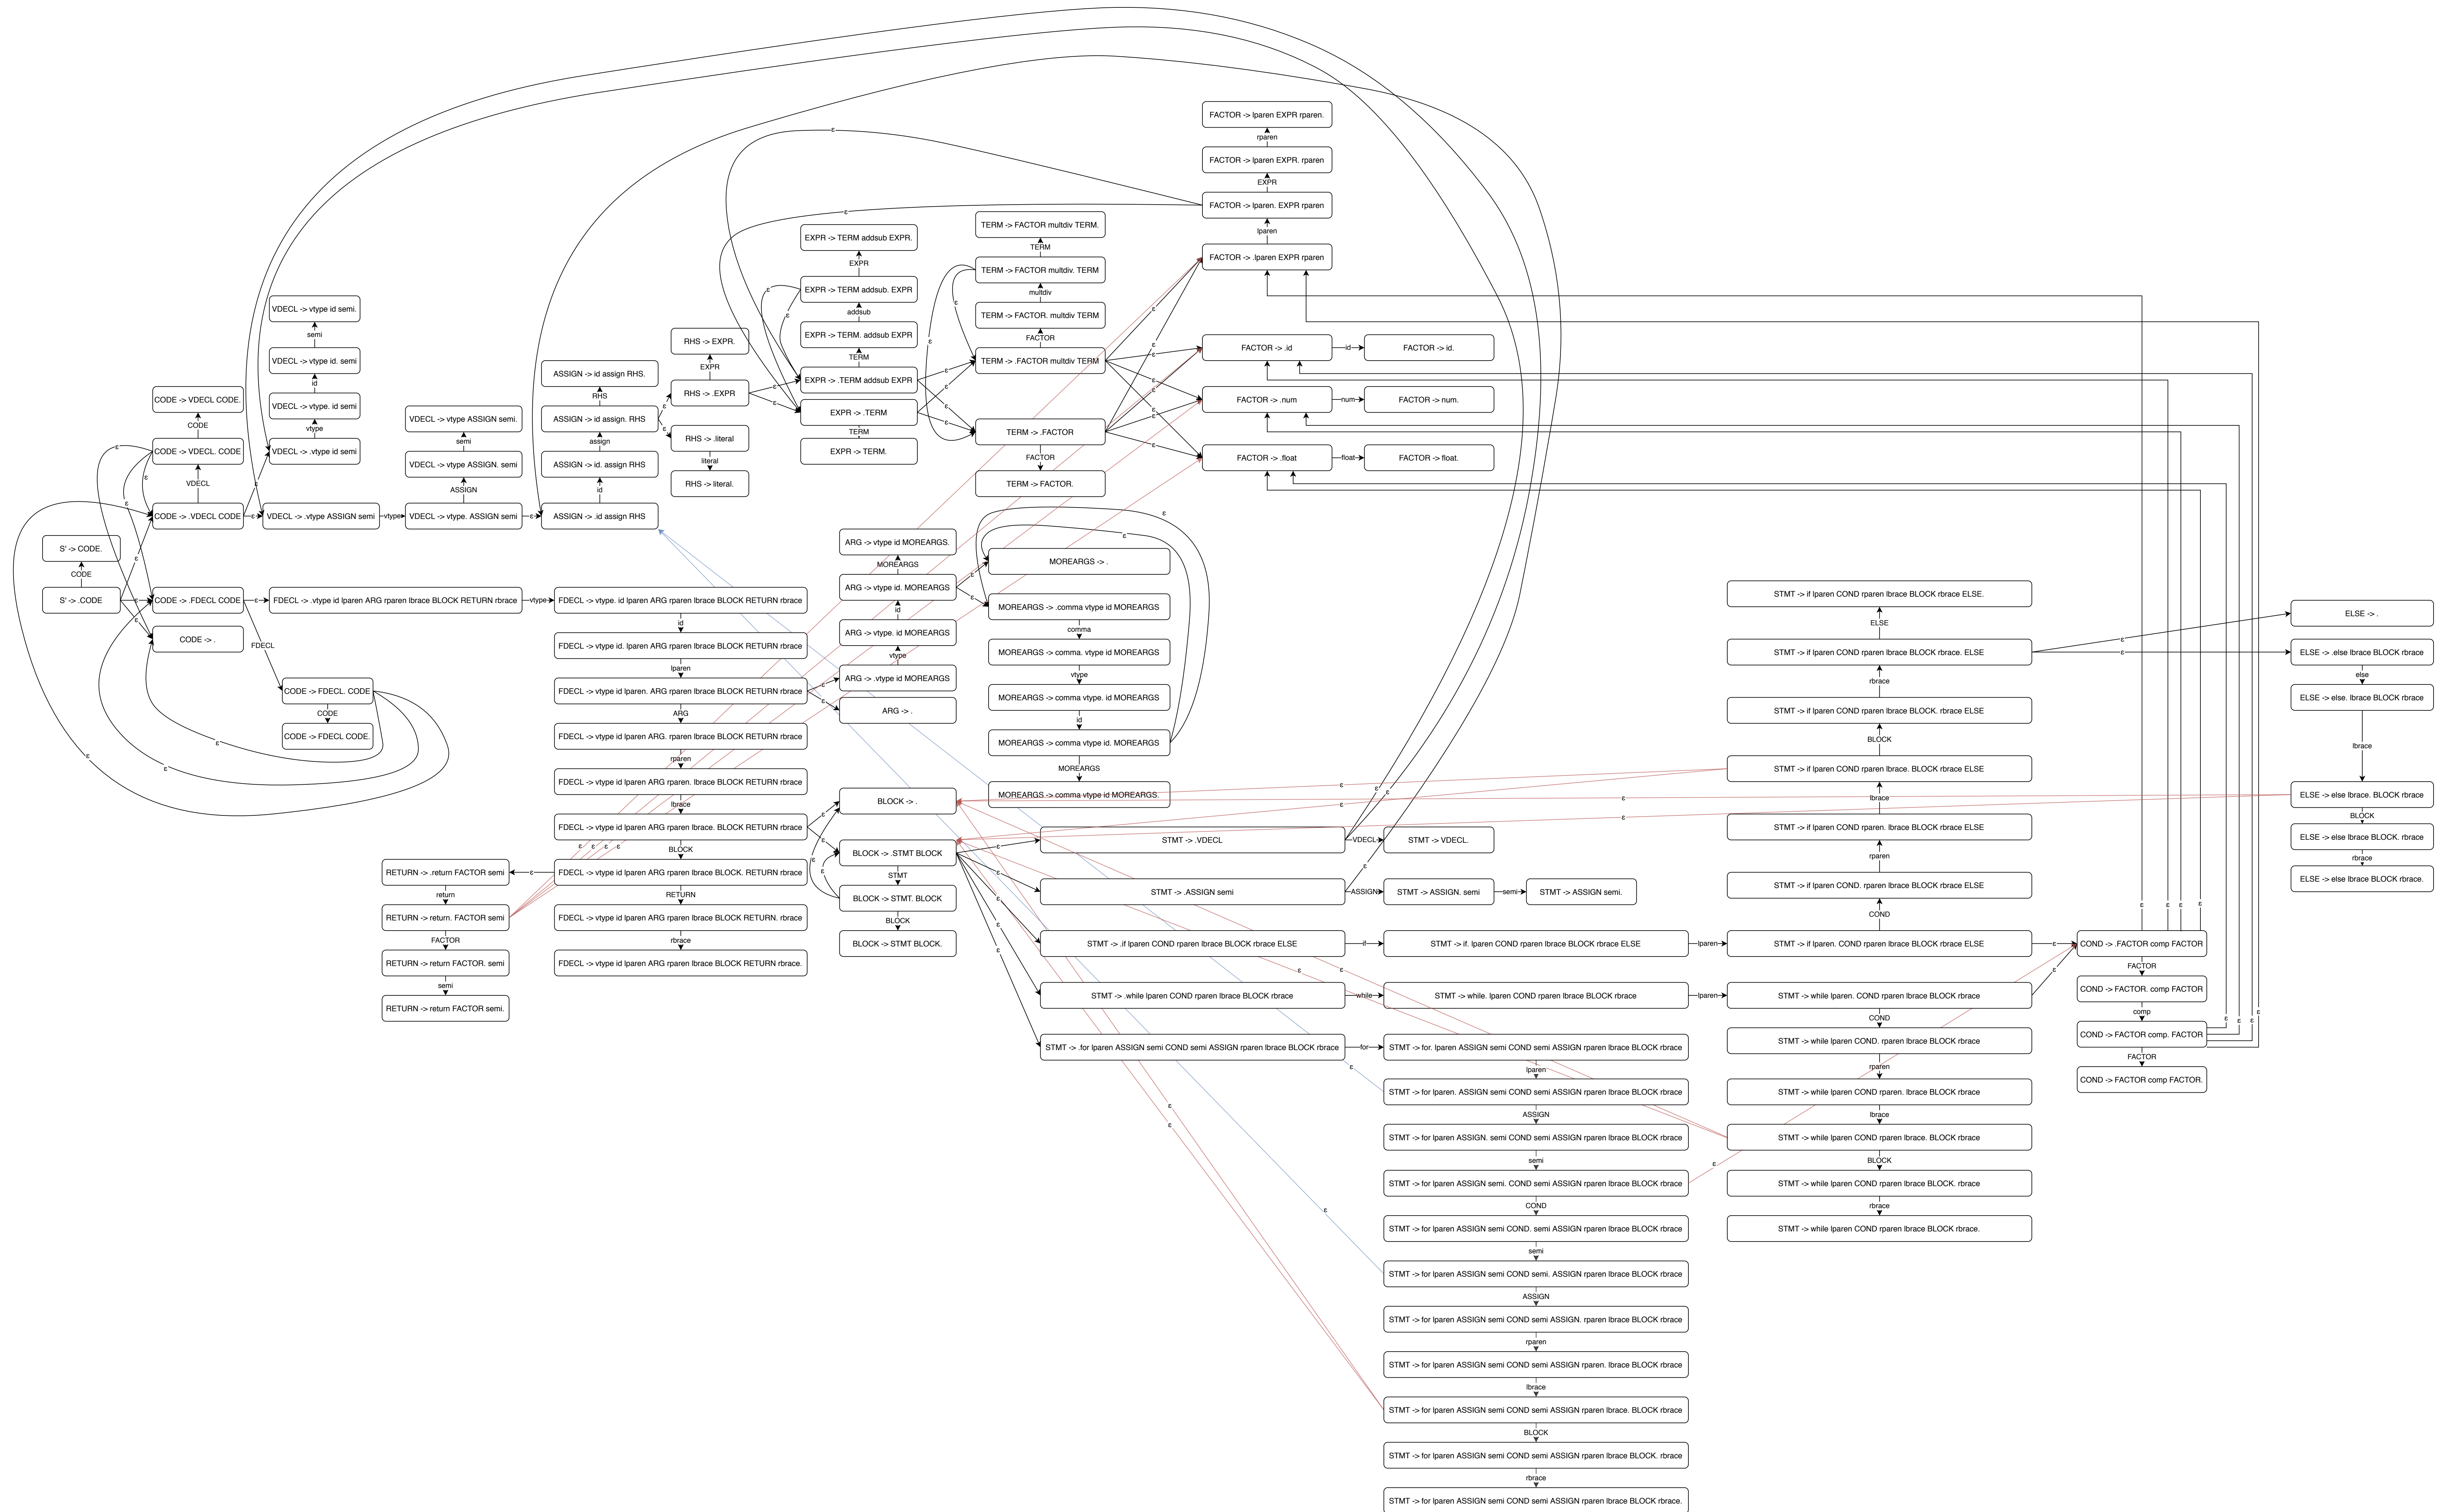 S' -> CODE.
CODE
S' -> .CODE
ε
ε
ε
CODE -> VDECL CODE.
CODE
CODE -> VDECL. CODE
VDECL
CODE -> .VDECL CODE
ε
ε
ε
ε
ε
CODE -> .FDECL CODE
ε
FDECL
CODE -> .
CODE -> FDECL. CODE
CODE
CODE -> FDECL CODE.
ε
ε
ε
VDECL -> vtype id semi.
semi
VDECL -> vtype id. semi
id
VDECL -> vtype. id semi
vtype
VDECL -> .vtype id semi
VDECL -> .vtype ASSIGN semi
vtype
VDECL -> vtype ASSIGN semi.
semi
VDECL -> vtype ASSIGN. semi
ASSIGN
VDECL -> vtype. ASSIGN semi
ε
ASSIGN -> id assign RHS.
RHS
ASSIGN -> id assign. RHS
ε
ε
assign
ASSIGN -> id. assign RHS
id
ASSIGN -> .id assign RHS
RHS -> EXPR.
EXPR
RHS -> .EXPR
ε
ε
RHS -> .literal
literal
RHS -> literal.
EXPR -> TERM addsub EXPR.
EXPR
EXPR -> TERM addsub. EXPR
ε
ε
addsub
EXPR -> TERM. addsub EXPR
TERM
EXPR -> .TERM addsub EXPR
ε
ε
EXPR -> .TERM
ε
ε
TERM
EXPR -> TERM.
TERM -> FACTOR multdiv TERM.
TERM
TERM -> FACTOR multdiv. TERM
ε
ε
multdiv
TERM -> FACTOR. multdiv TERM
FACTOR
TERM -> .FACTOR multdiv TERM
ε
ε
ε
ε
TERM -> .FACTOR
ε
ε
ε
ε
FACTOR
TERM -> FACTOR.
FACTOR -> lparen EXPR rparen.
rparen
FACTOR -> lparen EXPR. rparen
EXPR
FACTOR -> lparen. EXPR rparen
ε
ε
lparen
FACTOR -> .lparen EXPR rparen
FACTOR -> .id
id
FACTOR -> id.
FACTOR -> .num
num
FACTOR -> num.
FACTOR -> .float
float
FACTOR -> float.
FDECL -> .vtype id lparen ARG rparen lbrace BLOCK RETURN rbrace
vtype
FDECL -> vtype. id lparen ARG rparen lbrace BLOCK RETURN rbrace
id
FDECL -> vtype id. lparen ARG rparen lbrace BLOCK RETURN rbrace
lparen
FDECL -> vtype id lparen. ARG rparen lbrace BLOCK RETURN rbrace
ε
ε
ARG
FDECL -> vtype id lparen ARG. rparen lbrace BLOCK RETURN rbrace
rparen
FDECL -> vtype id lparen ARG rparen. lbrace BLOCK RETURN rbrace
lbrace
FDECL -> vtype id lparen ARG rparen lbrace. BLOCK RETURN rbrace
ε
ε
BLOCK
FDECL -> vtype id lparen ARG rparen lbrace BLOCK. RETURN rbrace
ε
RETURN
FDECL -> vtype id lparen ARG rparen lbrace BLOCK RETURN. rbrace
rbrace
FDECL -> vtype id lparen ARG rparen lbrace BLOCK RETURN rbrace.
RETURN -> .return FACTOR semi
return
RETURN -> return. FACTOR semi
ε
ε
ε
ε
FACTOR
RETURN -> return FACTOR. semi
semi
RETURN -> return FACTOR semi.
ARG -> vtype id MOREARGS.
MOREARGS
ARG -> vtype id. MOREARGS
ε
ε
id
ARG -> vtype. id MOREARGS
vtype
ARG -> .vtype id MOREARGS
ARG -> .
MOREARGS -> .
MOREARGS -> .comma vtype id MOREARGS
comma
MOREARGS -> comma. vtype id MOREARGS
vtype
MOREARGS -> comma vtype. id MOREARGS
id
MOREARGS -> comma vtype id. MOREARGS
ε
ε
MOREARGS
MOREARGS -> comma vtype id MOREARGS.
BLOCK -> .
BLOCK -> .STMT BLOCK
ε
ε
ε
ε
ε
STMT
BLOCK -> STMT. BLOCK
ε
ε
BLOCK
BLOCK -> STMT BLOCK.
STMT -> .VDECL
ε
ε
VDECL
STMT -> VDECL.
STMT -> .ASSIGN semi
ε
ASSIGN
STMT -> ASSIGN. semi
semi
STMT -> ASSIGN semi.
STMT -> .if lparen COND rparen lbrace BLOCK rbrace ELSE
if
STMT -> if. lparen COND rparen lbrace BLOCK rbrace ELSE
lparen
STMT -> if lparen. COND rparen lbrace BLOCK rbrace ELSE
ε
COND
STMT -> if lparen COND. rparen lbrace BLOCK rbrace ELSE
rparen
STMT -> if lparen COND rparen. lbrace BLOCK rbrace ELSE
lbrace
STMT -> if lparen COND rparen lbrace. BLOCK rbrace ELSE
ε
ε
BLOCK
STMT -> if lparen COND rparen lbrace BLOCK. rbrace ELSE
rbrace
STMT -> if lparen COND rparen lbrace BLOCK rbrace. ELSE
ε
ε
ELSE
STMT -> if lparen COND rparen lbrace BLOCK rbrace ELSE.
ELSE -> .
ELSE -> .else lbrace BLOCK rbrace
else
ELSE -> else. lbrace BLOCK rbrace
lbrace
ELSE -> else lbrace. BLOCK rbrace
ε
ε
BLOCK
ELSE -> else lbrace BLOCK. rbrace
rbrace
ELSE -> else lbrace BLOCK rbrace.
STMT -> .while lparen COND rparen lbrace BLOCK rbrace
while
STMT -> while. lparen COND rparen lbrace BLOCK rbrace
lparen
STMT -> while lparen. COND rparen lbrace BLOCK rbrace
ε
COND
STMT -> while lparen COND. rparen lbrace BLOCK rbrace
rparen
STMT -> while lparen COND rparen. lbrace BLOCK rbrace
lbrace
STMT -> while lparen COND rparen lbrace. BLOCK rbrace
ε
ε
BLOCK
STMT -> while lparen COND rparen lbrace BLOCK. rbrace
rbrace
STMT -> while lparen COND rparen lbrace BLOCK rbrace.
COND -> .FACTOR comp FACTOR
ε
ε
ε
ε
FACTOR
COND -> FACTOR. comp FACTOR
comp
COND -> FACTOR comp. FACTOR
ε
ε
ε
ε
FACTOR
COND -> FACTOR comp FACTOR.
STMT -> .for lparen ASSIGN semi COND semi ASSIGN rparen lbrace BLOCK rbrace
for
STMT -> for. lparen ASSIGN semi COND semi ASSIGN rparen lbrace BLOCK rbrace
lparen
STMT -> for lparen. ASSIGN semi COND semi ASSIGN rparen lbrace BLOCK rbrace
ε
ASSIGN
STMT -> for lparen ASSIGN. semi COND semi ASSIGN rparen lbrace BLOCK rbrace
semi
STMT -> for lparen ASSIGN semi. COND semi ASSIGN rparen lbrace BLOCK rbrace
ε
COND
STMT -> for lparen ASSIGN semi COND. semi ASSIGN rparen lbrace BLOCK rbrace
semi
STMT -> for lparen ASSIGN semi COND semi. ASSIGN rparen lbrace BLOCK rbrace
ε
ASSIGN
STMT -> for lparen ASSIGN semi COND semi ASSIGN. rparen lbrace BLOCK rbrace
rparen
STMT -> for lparen ASSIGN semi COND semi ASSIGN rparen. lbrace BLOCK rbrace
lbrace
STMT -> for lparen ASSIGN semi COND semi ASSIGN rparen lbrace. BLOCK rbrace
ε
ε
BLOCK
STMT -> for lparen ASSIGN semi COND semi ASSIGN rparen lbrace BLOCK. rbrace
rbrace
STMT -> for lparen ASSIGN semi COND semi ASSIGN rparen lbrace BLOCK rbrace.